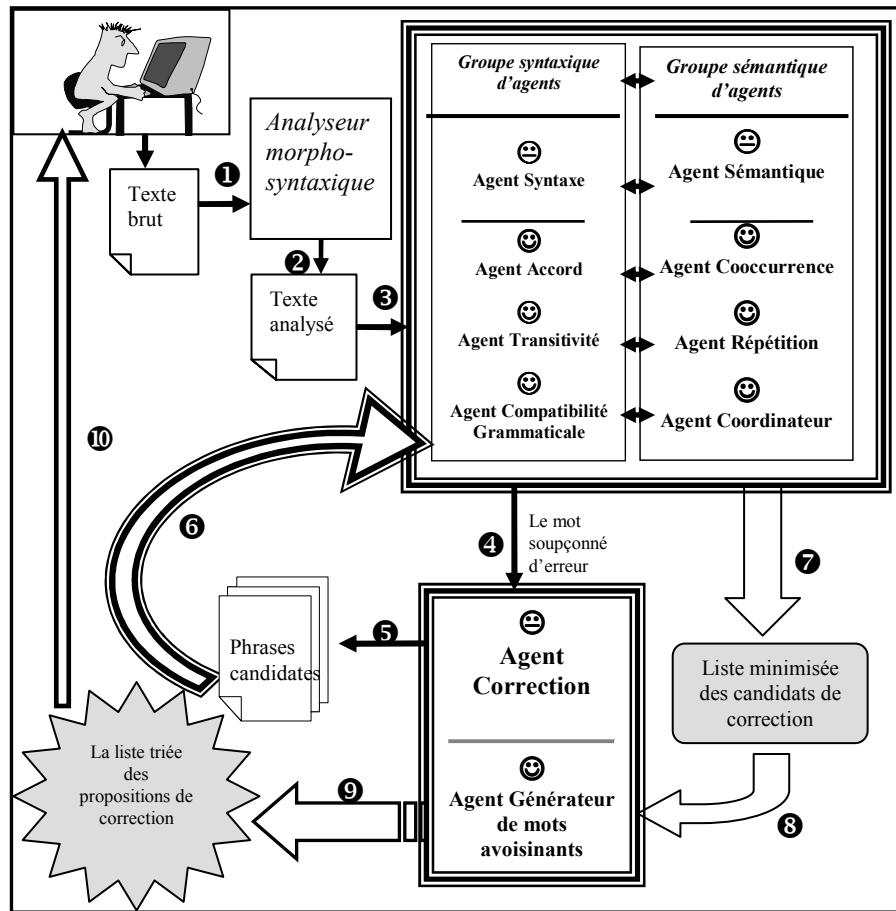 Texte
brut
❶
Analyseur
morpho-
syntaxique
❷
Texte
analysé
❸
Groupe syntaxique
d'agents
Agent Syntaxe
Agent Accord
Agent Transitivité
Agent Compatibilité
Grammaticale
Groupe sémantique
d'agents
Agent Sémantique
Agent Cooccurrence
Agent Répétition
Agent Coordinateur
❹
Le mot
soupçonné
d'erreur
Agent
Correction
Agent Générateur
de mots
avoisinants
❺
Phrases
candidates
❻
❼
Liste minimisée
des candidats de
correction
❽
❾
La liste triée
des
propositions de
correction
❿